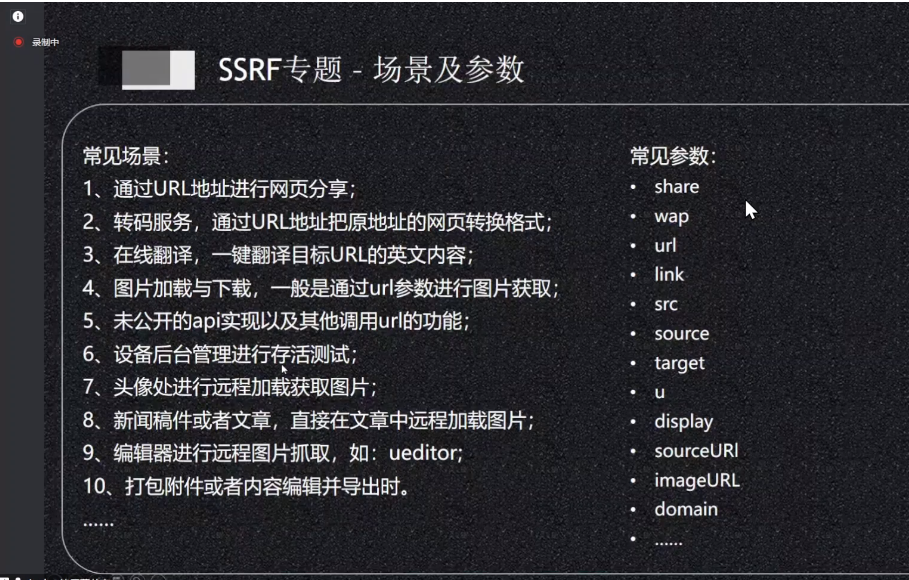 录制中
SSRF专题 - 场景及参数
常见场景：
1、通过URL地址进行网页分享；
2、转码服务，通过URL地址把原地址的网页转换格式；
3、在线翻译，一键翻译目标URL的英文内容；
4、图片加载与下载，一般是通过url参数进行图片获取；
5、未公开的api实现以及其他调用url的功能；
6、设备后台管理进行存活测试；
7、头像处进行远程加载获取图片；
8、新闻稿件或者文章，直接在文章中远程加载图片；
9、编辑器进行远程图片抓取，如：ueditor;
10、打包附件或者内容编辑并导出时。
......
常见参数：
• share
• wap
• url
• link
• src
• source
• target
• u
• display
• sourceURl
• imageURL
• domain
• ......